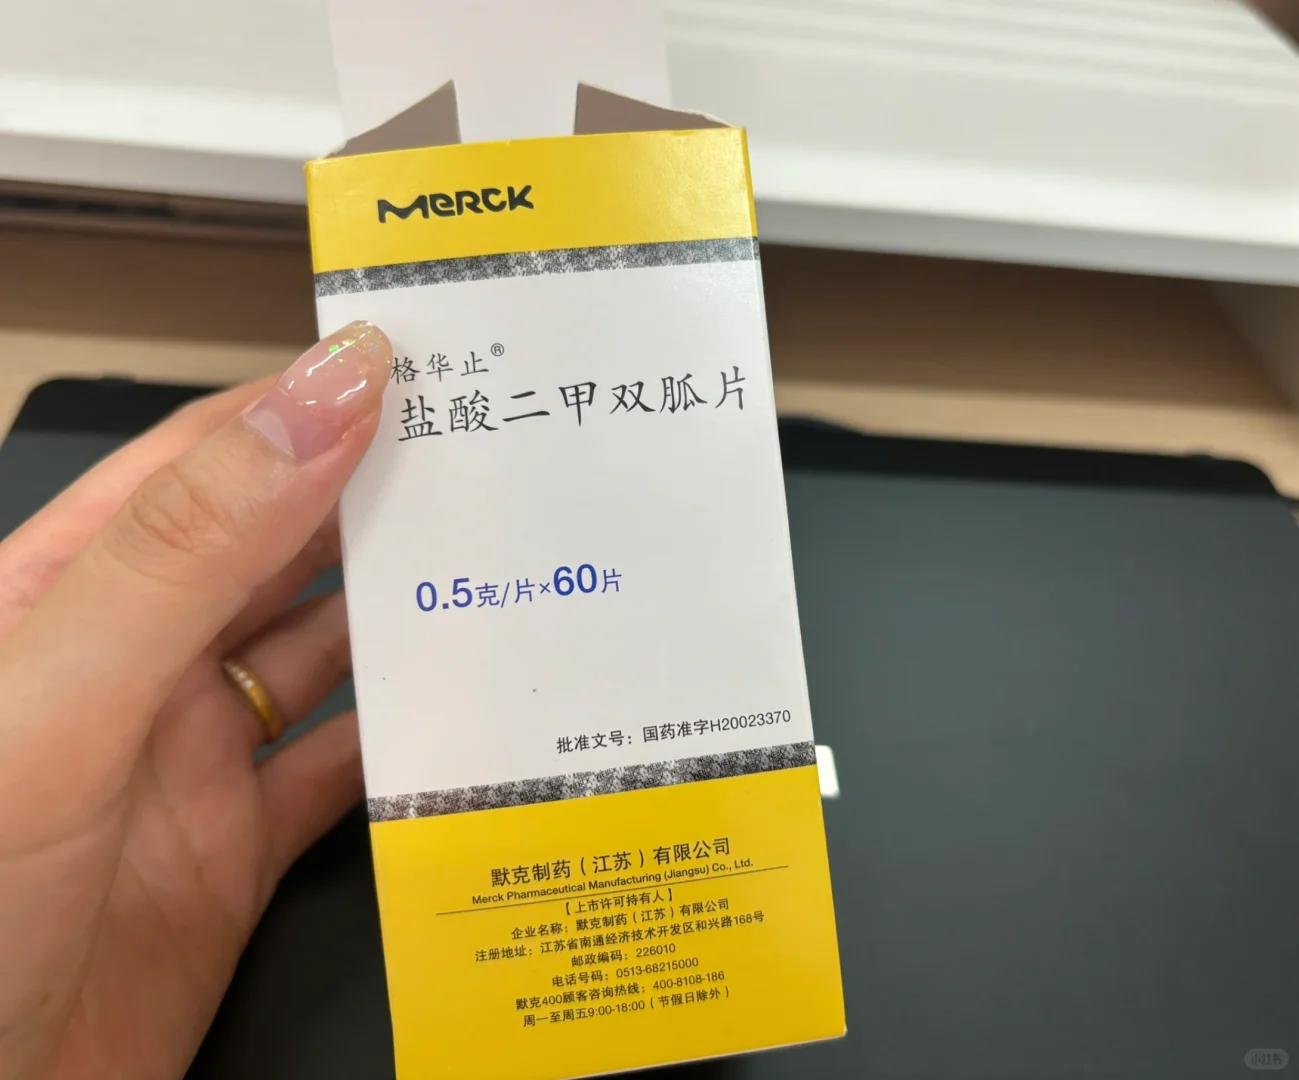 MERCK
格华止®
盐酸二甲双胍片
0.5克/片×60片
批准文号：国药准字H20023370
默克制药（江苏）有限公司
Merck Pharmaceutical Manufacturing (Jiangsu) Co., Ltd.
【上市许可持有人】
企业名称：默克制药（江苏）有限公司
注册地址：江苏省南通经济技术开发区和兴路168号
邮政编码：226010
电话号码：0513-68215000
默克400顾客咨询热线：400-8108-186
周一至周五9:00-18:00（节假日除外）
小红书